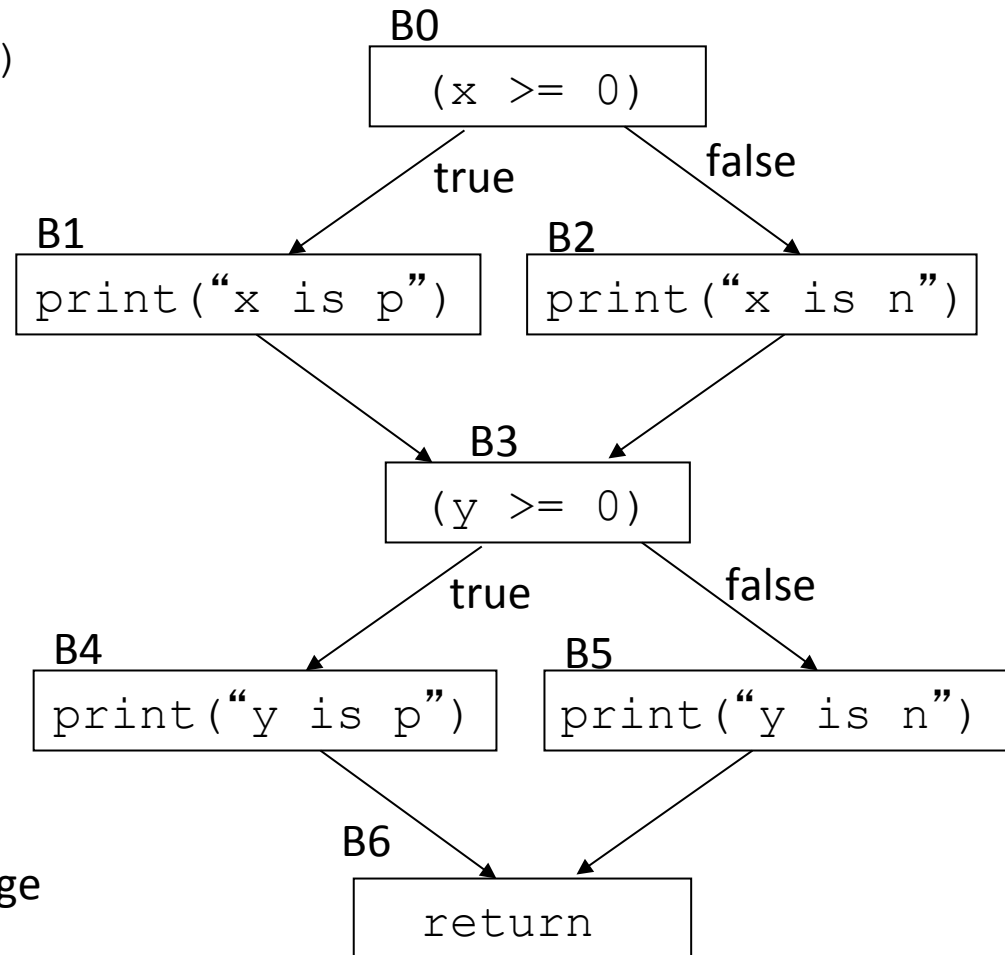 B0
)
(x >= 0)
true
false
B1
B2
print(“x is p”)
print(“x is n”)
B3
(y >= 0)
true
false
B4
B5
print(“y is p”)
print(“y is n”)
B6
ge
return